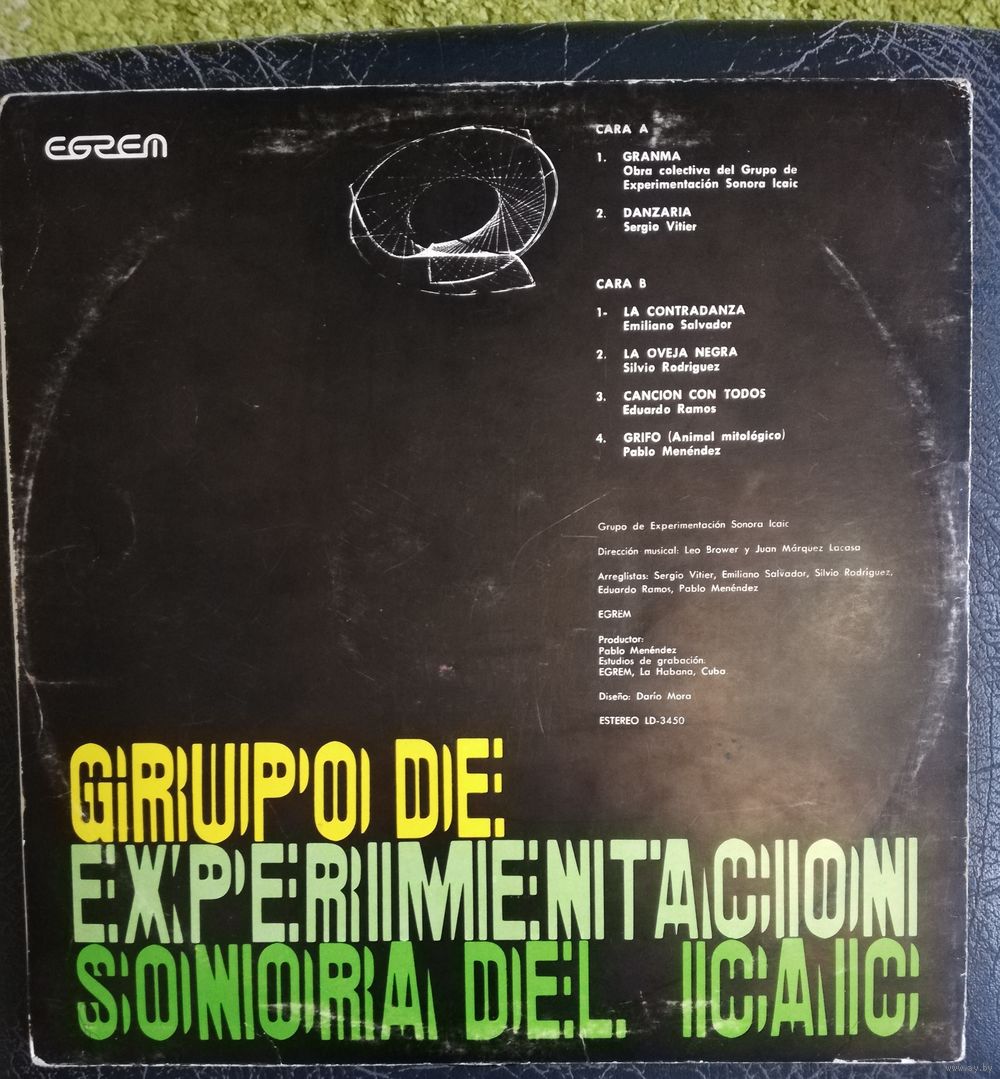 EGREM
CARA A
1. GRANMA
Obra colectiva del Grupo de
Experimentación Sonora Icaic
2. DANZARIA
Sergio Vitier
CARA B
1- LA CONTRADANZA
Emiliano Salvador
2. LA OVEJA NEGRA
Silvio Rodriguez
3. CANCION CON TODOS
Eduardo Ramos
4. GRIFO (Animal mitológico)
Pablo Menéndez
Grupo de Experimentación Sonora Icaic
Dirección musical: Leo Brower y Juan Márquez Lacasa
Arreglistas: Sergio Vitier, Emiliano Salvador, Silvio Rodríguez,
Eduardo Ramos, Pablo Menéndez
EGREM
Productor:
Pablo Menéndez
Estudios de grabación:
EGREM, La Habana, Cuba
Diseño: Darío Mora
ESTEREO LD-3450
GRUPO DE
EXPERIMENTACION
SONORA DEL ICAIC
www.ay.by